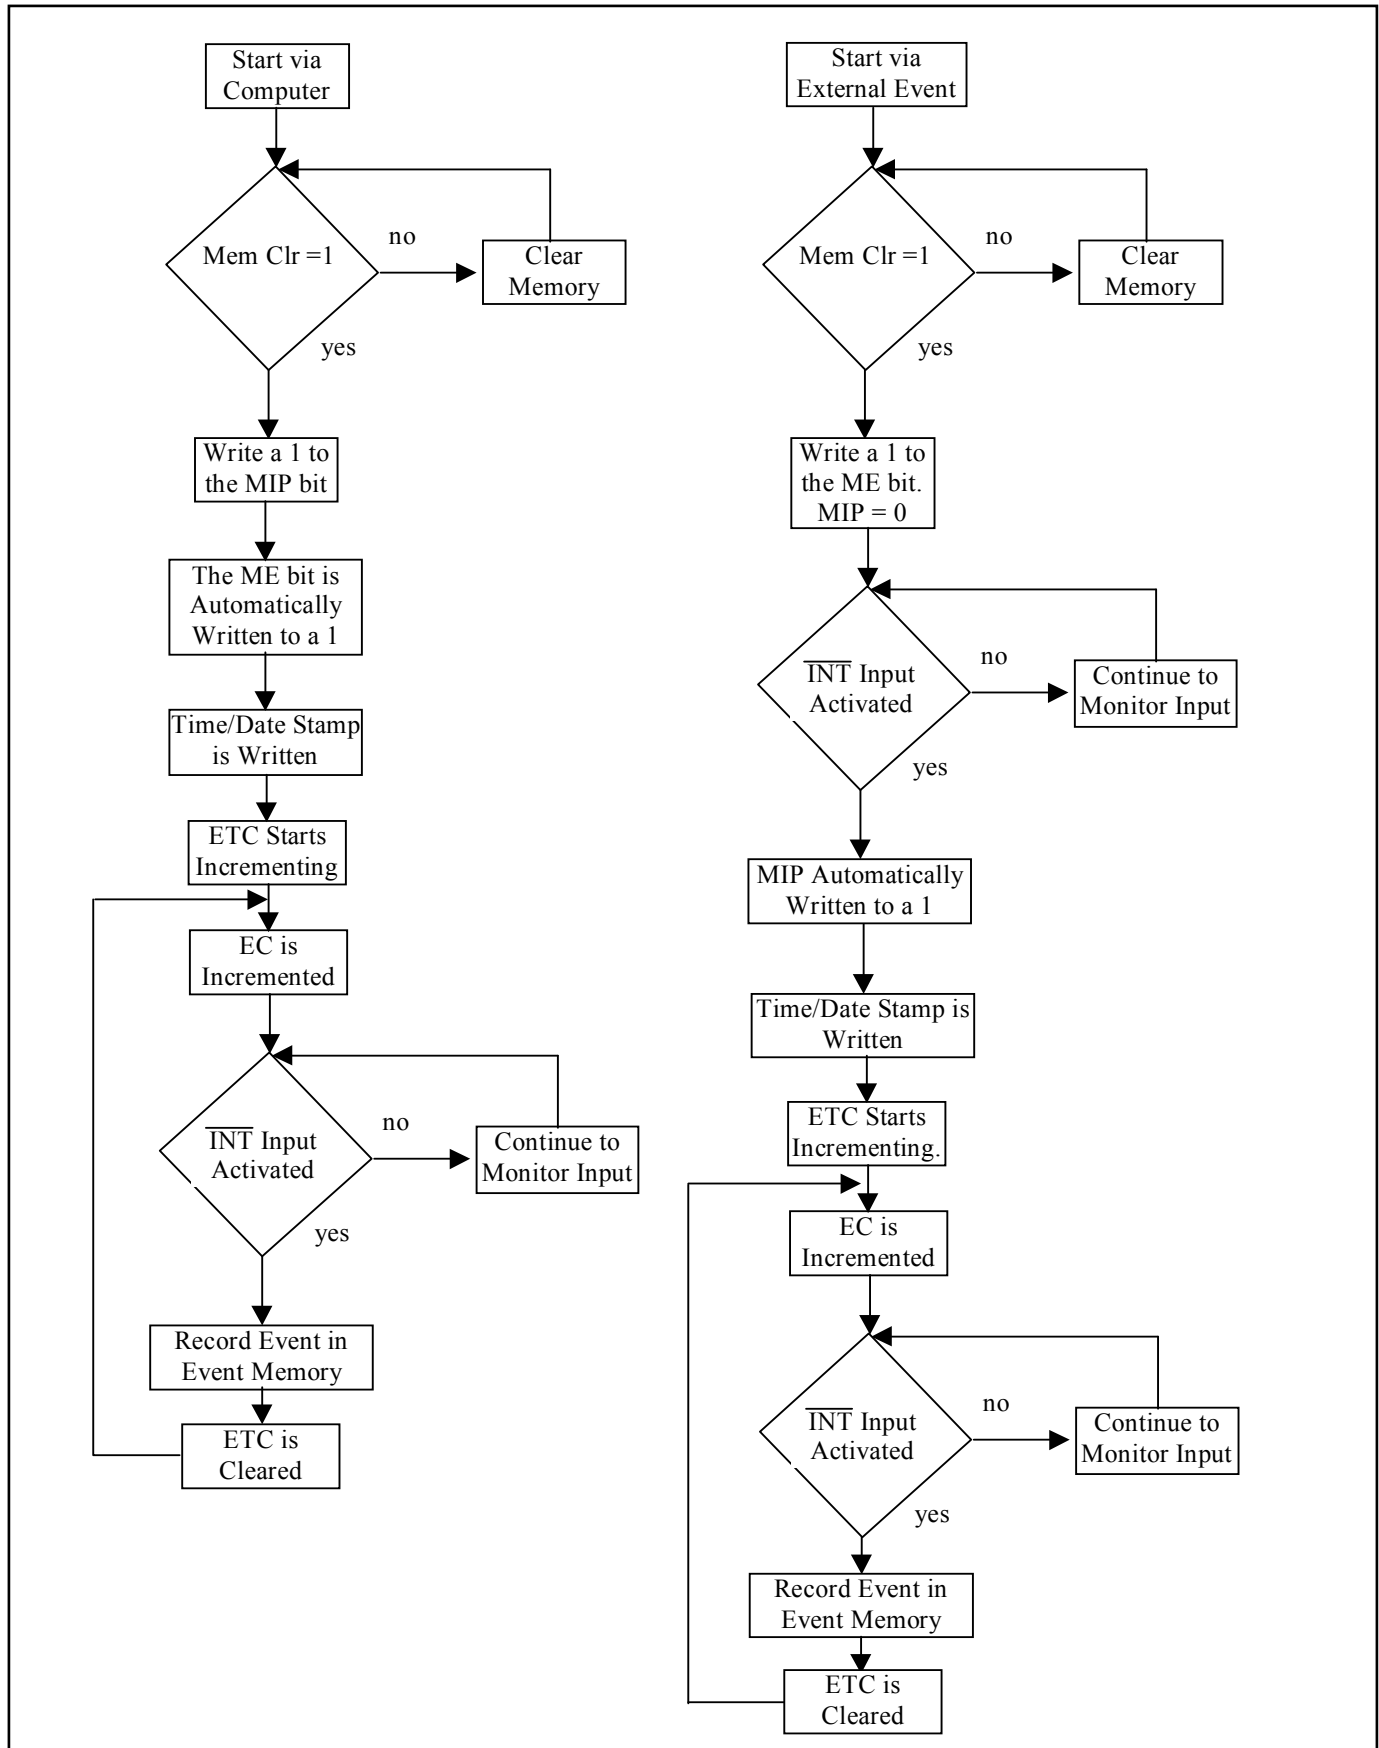 Start via
Computer
Mem Clr =1
no
Clear
Memory
yes
Write a 1 to
the MIP bit
The ME bit is
Automatically
Written to a 1
Time/Date Stamp
is Written
ETC Starts
Incrementing
EC is
Incremented
INT Input
Activated
no
Continue to
Monitor Input
yes
Record Event in
Event Memory
ETC is
Cleared
Start via
External Event
Mem Clr =1
no
Clear
Memory
yes
Write a 1 to
the ME bit.
MIP = 0
INT Input
Activated
no
Continue to
Monitor Input
yes
MIP Automatically
Written to a 1
Time/Date Stamp is
Written
ETC Starts
Incrementing.
EC is
Incremented
INT Input
Activated
no
Continue to
Monitor Input
yes
Record Event in
Event Memory
ETC is
Cleared